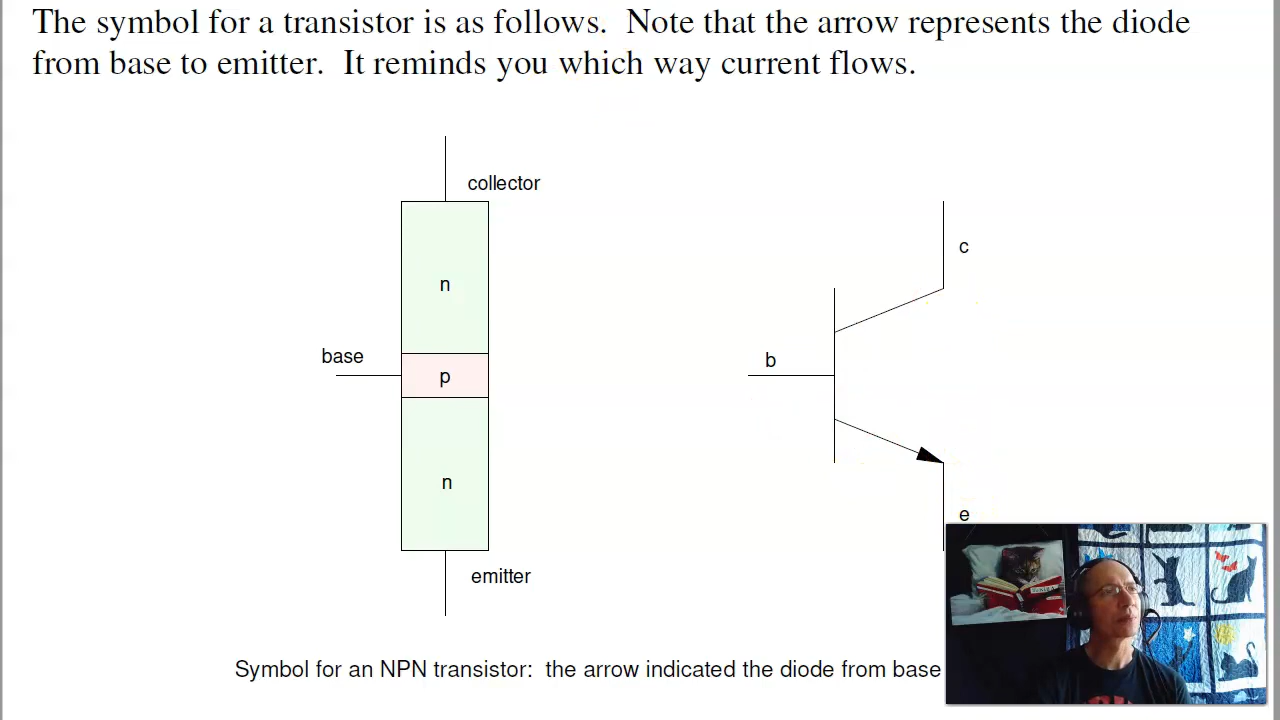 The symbol for a transistor is as follows. Note that the arrow represents the diode
from base to emitter. It reminds you which way current flows.
collector
c
n
base
b
p
n
e
emitter
Symbol for an NPN transistor: the arrow indicated the diode from base